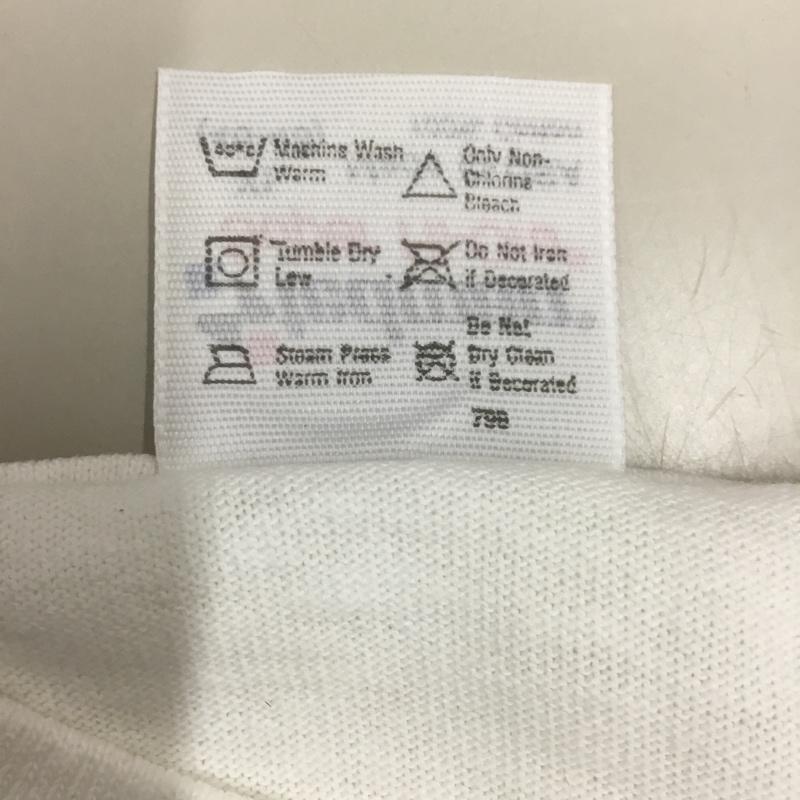 40°C
Machine Wash
Warm
Only Non-
Chlorine
Bleach
Tumble Dry
Low
Do Not Iron
if Decorated
Steam Press
Warm Iron
Do Not
Dry Clean
if Decorated